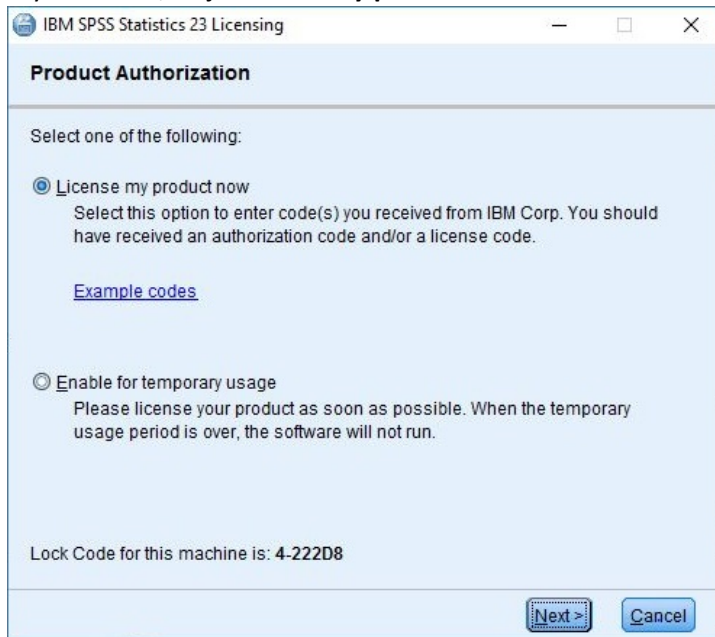 IBM SPSS Statistics 23 Licensing
Product Authorization
Select one of the following:
License my product now
Select this option to enter code(s) you received from IBM Corp. You should
have received an authorization code and/or a license code.
Example codes
Enable for temporary usage
Please license your product as soon as possible. When the temporary
usage period is over, the software will not run.
Lock Code for this machine is: 4-222D8
Next >
Cancel